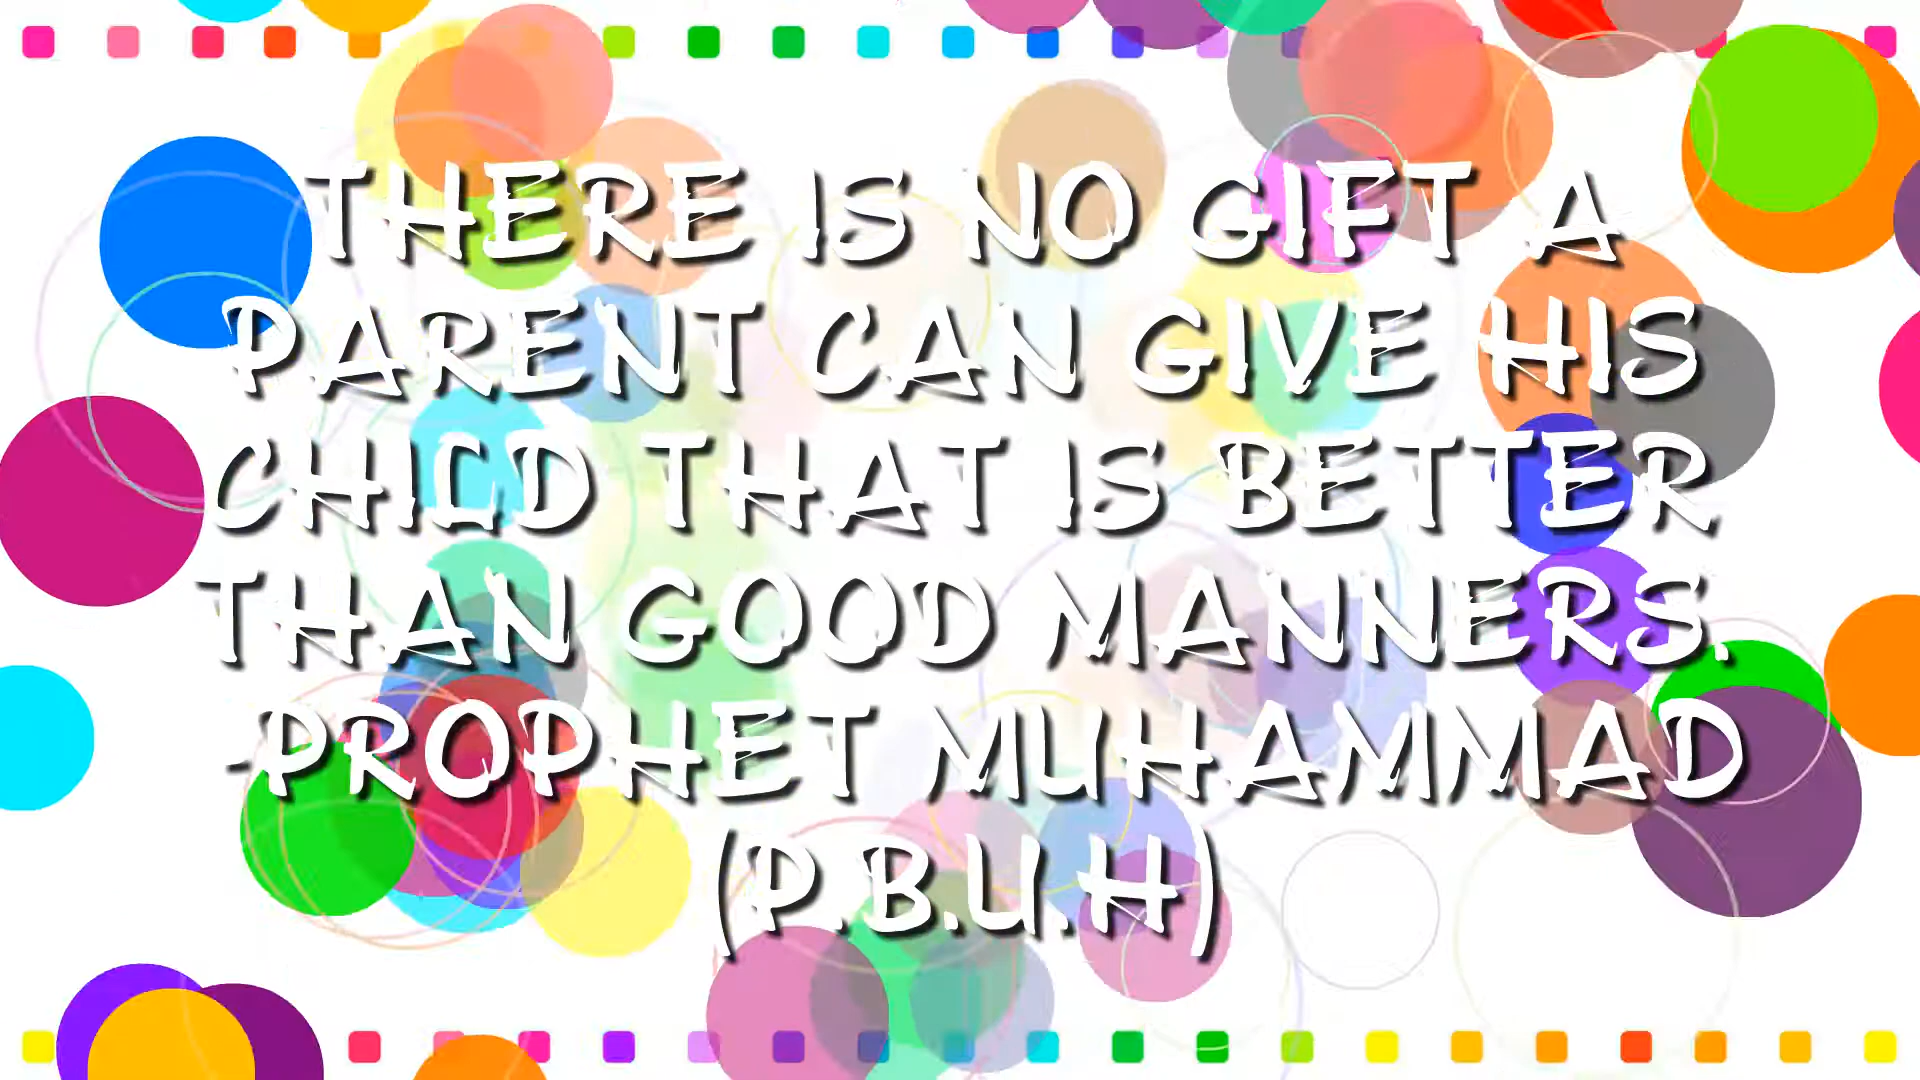 THERE IS NO GIFT A
PARENT CAN GIVE HIS
CHILD THAT IS BETTER
THAN GOOD MANNERS.
-PROPHET MUHAMMAD
(P.B.U.H)